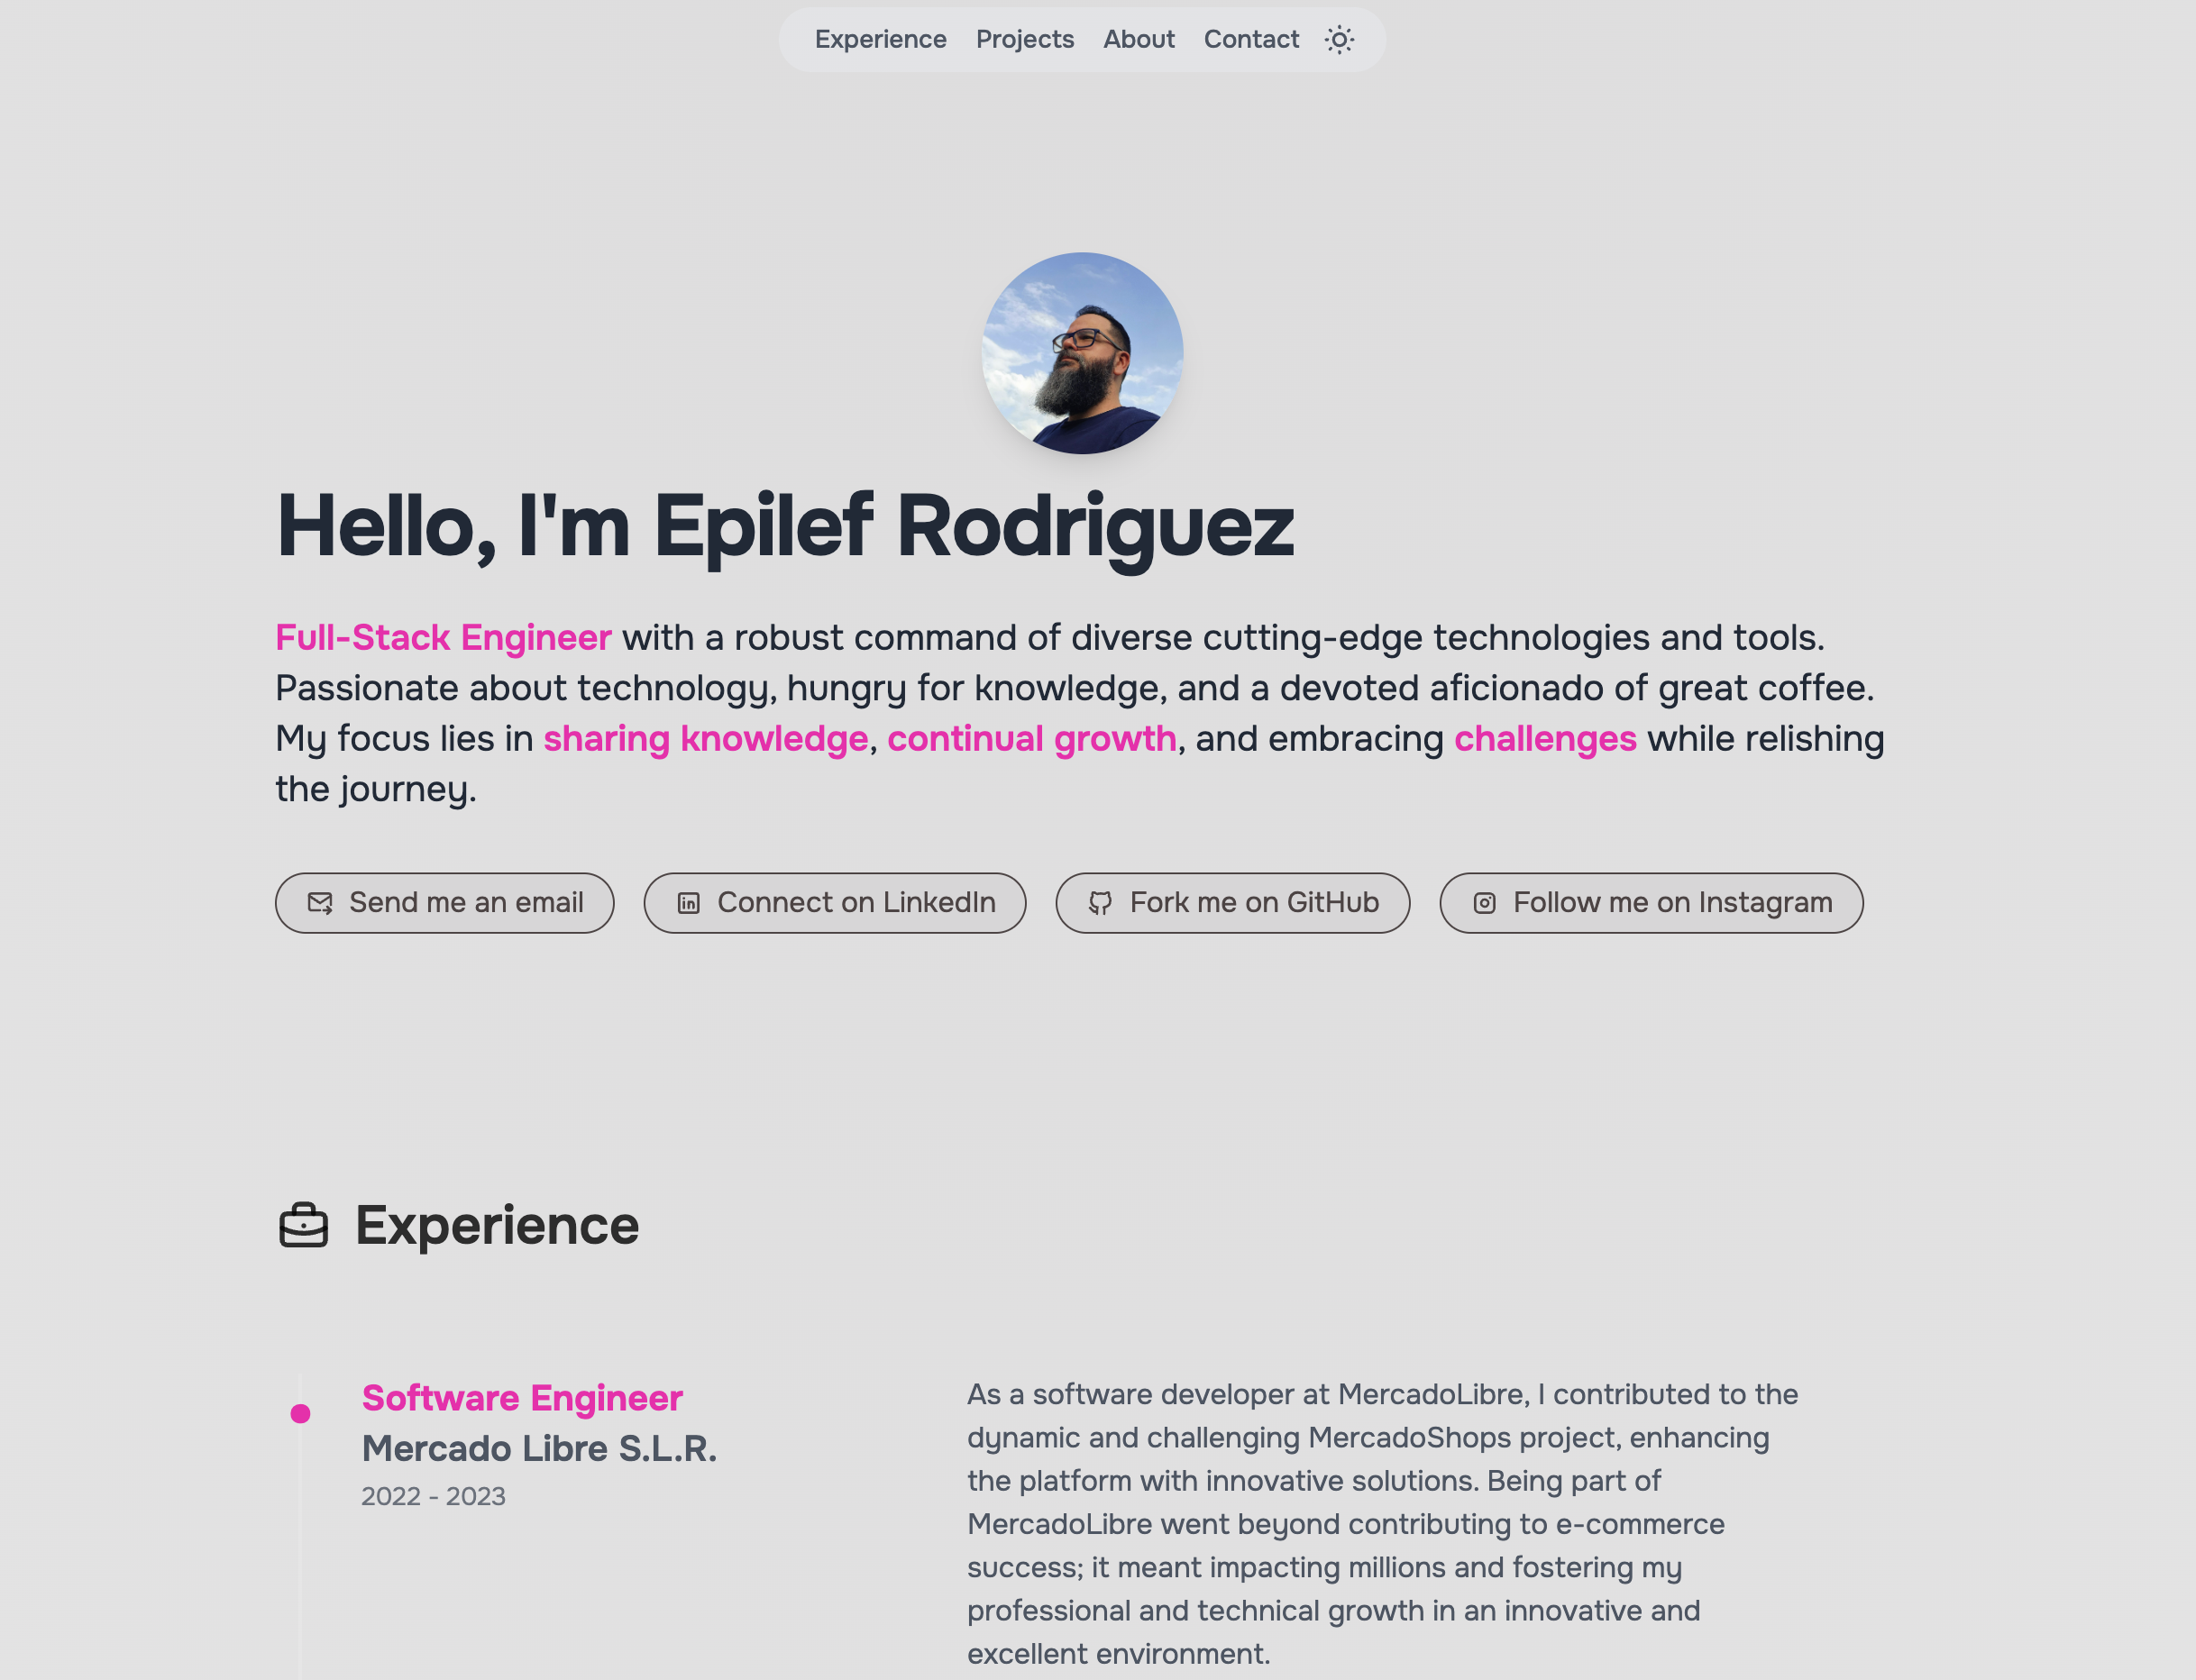 Experience Projects About Contact
Hello, I'm Epilef Rodriguez
Full-Stack Engineer with a robust command of diverse cutting-edge technologies and tools.
Passionate about technology, hungry for knowledge, and a devoted aficionado of great coffee.
My focus lies in sharing knowledge, continual growth, and embracing challenges while relishing
the journey.
Send me an email Connect on LinkedIn Fork me on GitHub Follow me on Instagram
Experience
Software Engineer
Mercado Libre S.L.R.
2022 - 2023
As a software developer at MercadoLibre, I contributed to the
dynamic and challenging MercadoShops project, enhancing
the platform with innovative solutions. Being part of
MercadoLibre went beyond contributing to e-commerce
success; it meant impacting millions and fostering my
professional and technical growth in an innovative and
excellent environment.